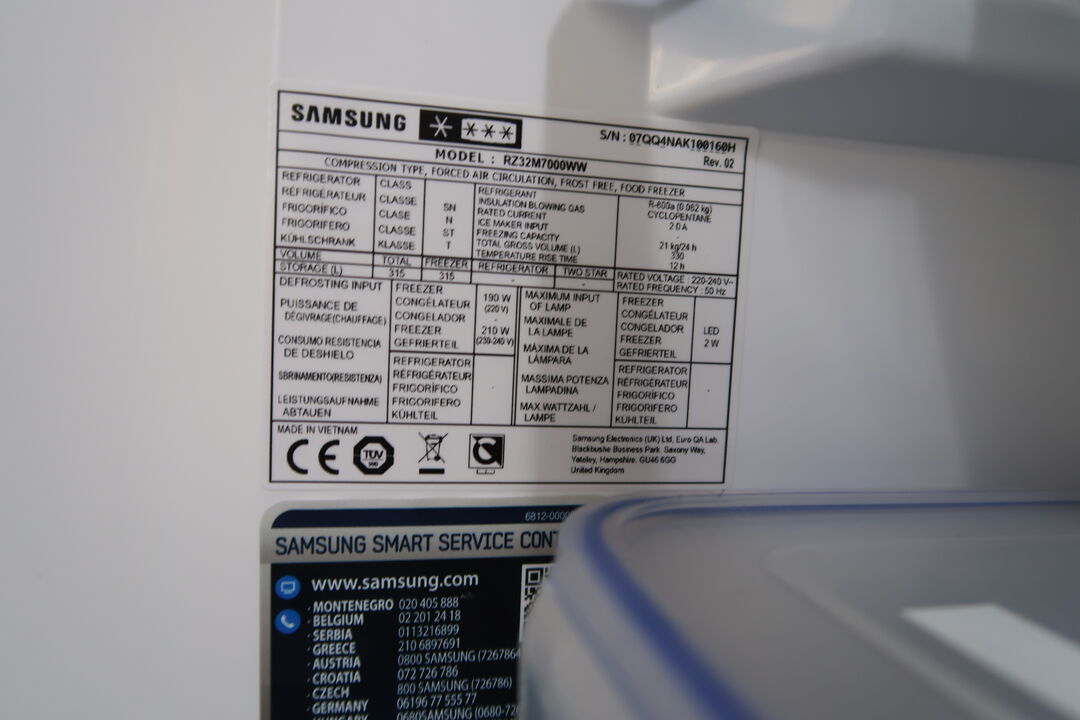 SAMSUNG
S/N : 07QQ4NAK100160H
Rev. 02
MODEL : RZ32M7000WW
COMPRESSION TYPE, FORCED AIR CIRCULATION, FROST FREE, FOOD FREEZER
REFRIGERATOR
RÉFRIGÉRATEUR
FRIGORÍFICO
FRIGORIFERO
KÜHLSCHRANK
CLASS
CLASSE
CLASE
CLASSE
KLASSE
SN
N
ST
T
REFRIGERANT
INSULATION BLOWING GAS
RATED CURRENT
ICE MAKER INPUT
FREEZING CAPACITY
TOTAL GROSS VOLUME (L)
TEMPERATURE RISE TIME
R-600a (0.062 kg)
CYCLOPENTANE
2.0 A
-
21 kg/24 h
330
12 h
VOLUME
STORAGE (L)
TOTAL
315
FREEZER
315
REFRIGERATOR
-
TWO STAR
-
RATED VOLTAGE : 220-240 V~
RATED FREQUENCY : 50 Hz
DEFROSTING INPUT
PUISSANCE DE
DÉGIVRAGE(CHAUFFAGE)
CONSUMO RESISTENCIA
DE DESHIELO
SBRINAMENTO(RESISTENZA)
LEISTUNGSAUFNAHME
ABTAUEN
FREEZER
CONGÉLATEUR
CONGELADOR
FREEZER
GEFRIERTEIL
190 W
(220 V)
-
210 W
(230-240 V)
REFRIGERATOR
RÉFRIGÉRATEUR
FRIGORÍFICO
FRIGORIFERO
KÜHLTEIL
-
MAXIMUM INPUT
OF LAMP
MAXIMALE DE
LA LAMPE
MÁXIMA DE LA
LÁMPARA
MASSIMA POTENZA
LAMPADINA
MAX.WATTZAHL /
LAMPE
FREEZER
CONGÉLATEUR
CONGELADOR
FREEZER
GEFRIERTEIL
LED
2 W
REFRIGERATOR
RÉFRIGÉRATEUR
FRIGORÍFICO
FRIGORIFERO
KÜHLTEIL
-
MADE IN VIETNAM
CE
TÜV
Samsung Electronics (UK) Ltd, Euro QA Lab.
Blackbushe Business Park. Saxony Way,
Yateley, Hampshire. GU46 6GG
United Kingdom
6812-0000
SAMSUNG SMART SERVICE CONT
www.samsung.com
· MONTENEGRO 020 405 888
· BELGIUM 02 201 24 18
· SERBIA 0113216899
· GREECE 210 6897691
· AUSTRIA 0800 SAMSUNG (7267864
· CROATIA 072 726 786
· CZECH 800 SAMSUNG (726786)
· GERMANY 06196 77 555 77
· HUNGARY 0680SAMSUNG (0680-726